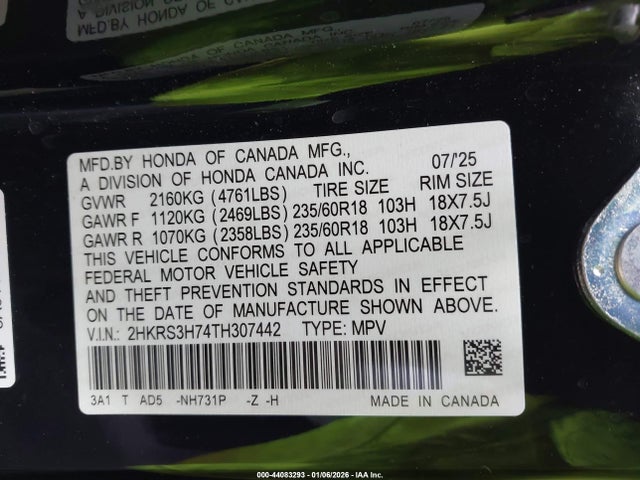 MFD.BY HONDA OF CANADA MFG.,
A DIVISION OF HONDA CANADA INC. 07/'25
GVWR 2160KG (4761LBS) TIRE SIZE RIM SIZE
GAWR F 1120KG (2469LBS) 235/60R18 103H 18X7.5J
GAWR R 1070KG (2358LBS) 235/60R18 103H 18X7.5J
THIS VEHICLE CONFORMS TO ALL APPLICABLE
FEDERAL MOTOR VEHICLE SAFETY
AND THEFT PREVENTION STANDARDS IN EFFECT
ON THE DATE OF MANUFACTURE SHOWN ABOVE.
V.I.N.: 2HKRS3H74TH307442 TYPE: MPV
3A1 T AD5 -NH731P -Z -H MADE IN CANADA
000-44083293 - 01/06/2026 - IAA Inc.